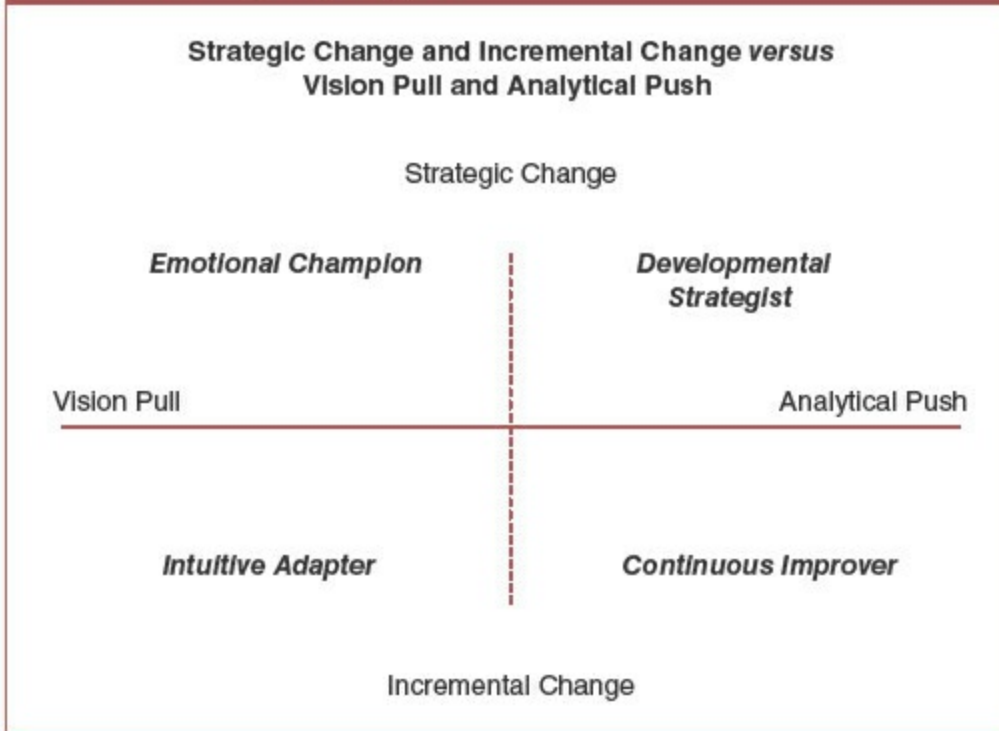 Strategic Change and Incremental Change versus
Vision Pull and Analytical Push
Strategic Change
Emotional Champion
Developmental
Strategist
Vision Pull
Analytical Push
Intuitive Adapter
Continuous Improver
Incremental Change